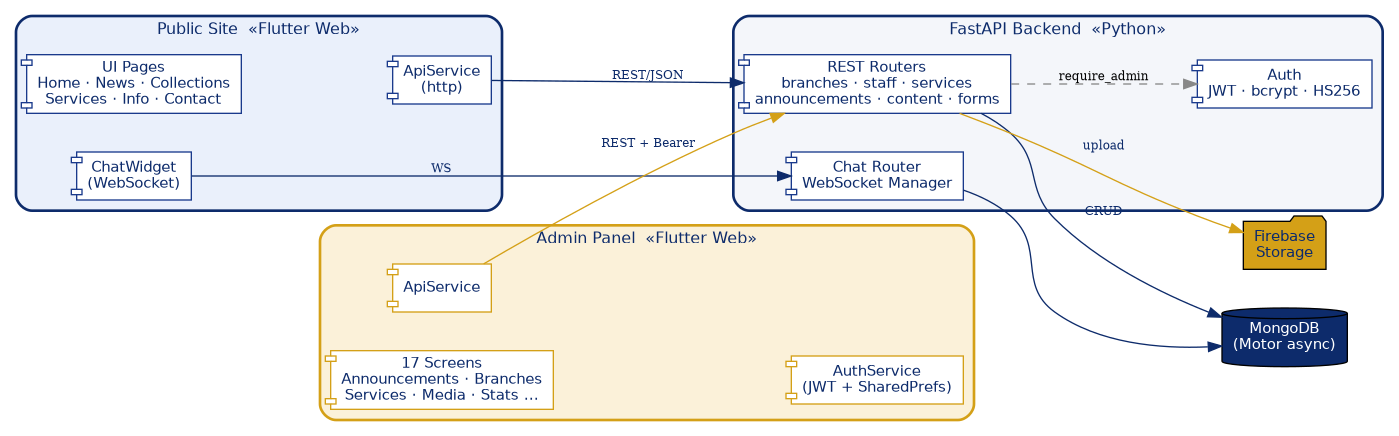 Public Site «Flutter Web»
UI Pages
Home · News · Collections
Services · Info · Contact
ApiService
(http)
ChatWidget
(WebSocket)
REST/JSON
REST + Bearer
WS
FastAPI Backend «Python»
REST Routers
branches · staff · services
announcements · content · forms
require_admin
Auth
JWT · bcrypt · HS256
Chat Router
WebSocket Manager
upload
CRUD
Firebase
Storage
MongoDB
(Motor async)
Admin Panel «Flutter Web»
ApiService
17 Screens
Announcements · Branches
Services · Media · Stats ...
AuthService
(JWT + SharedPrefs)